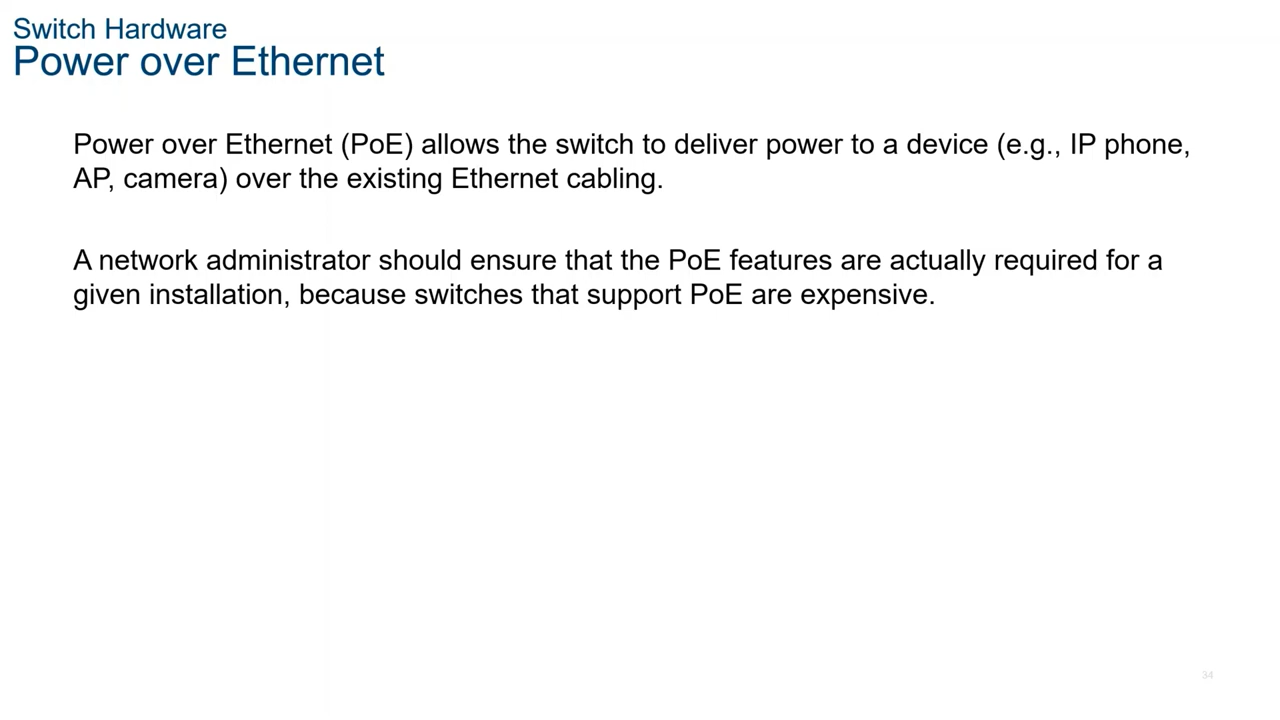 Switch Hardware
Power over Ethernet
Power over Ethernet (PoE) allows the switch to deliver power to a device (e.g., IP phone,
AP, camera) over the existing Ethernet cabling.
A network administrator should ensure that the PoE features are actually required for a
given installation, because switches that support PoE are expensive.
34